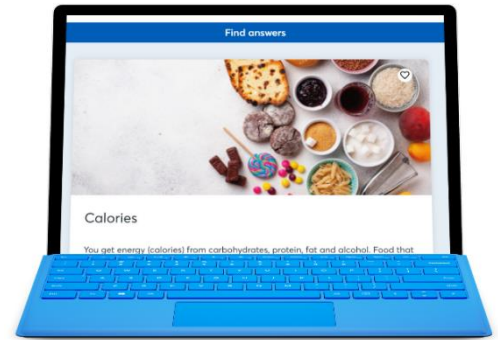 Find answers
Calories
You get energy (calories) from carbohydrates, protein, fat and alcohol. Food that